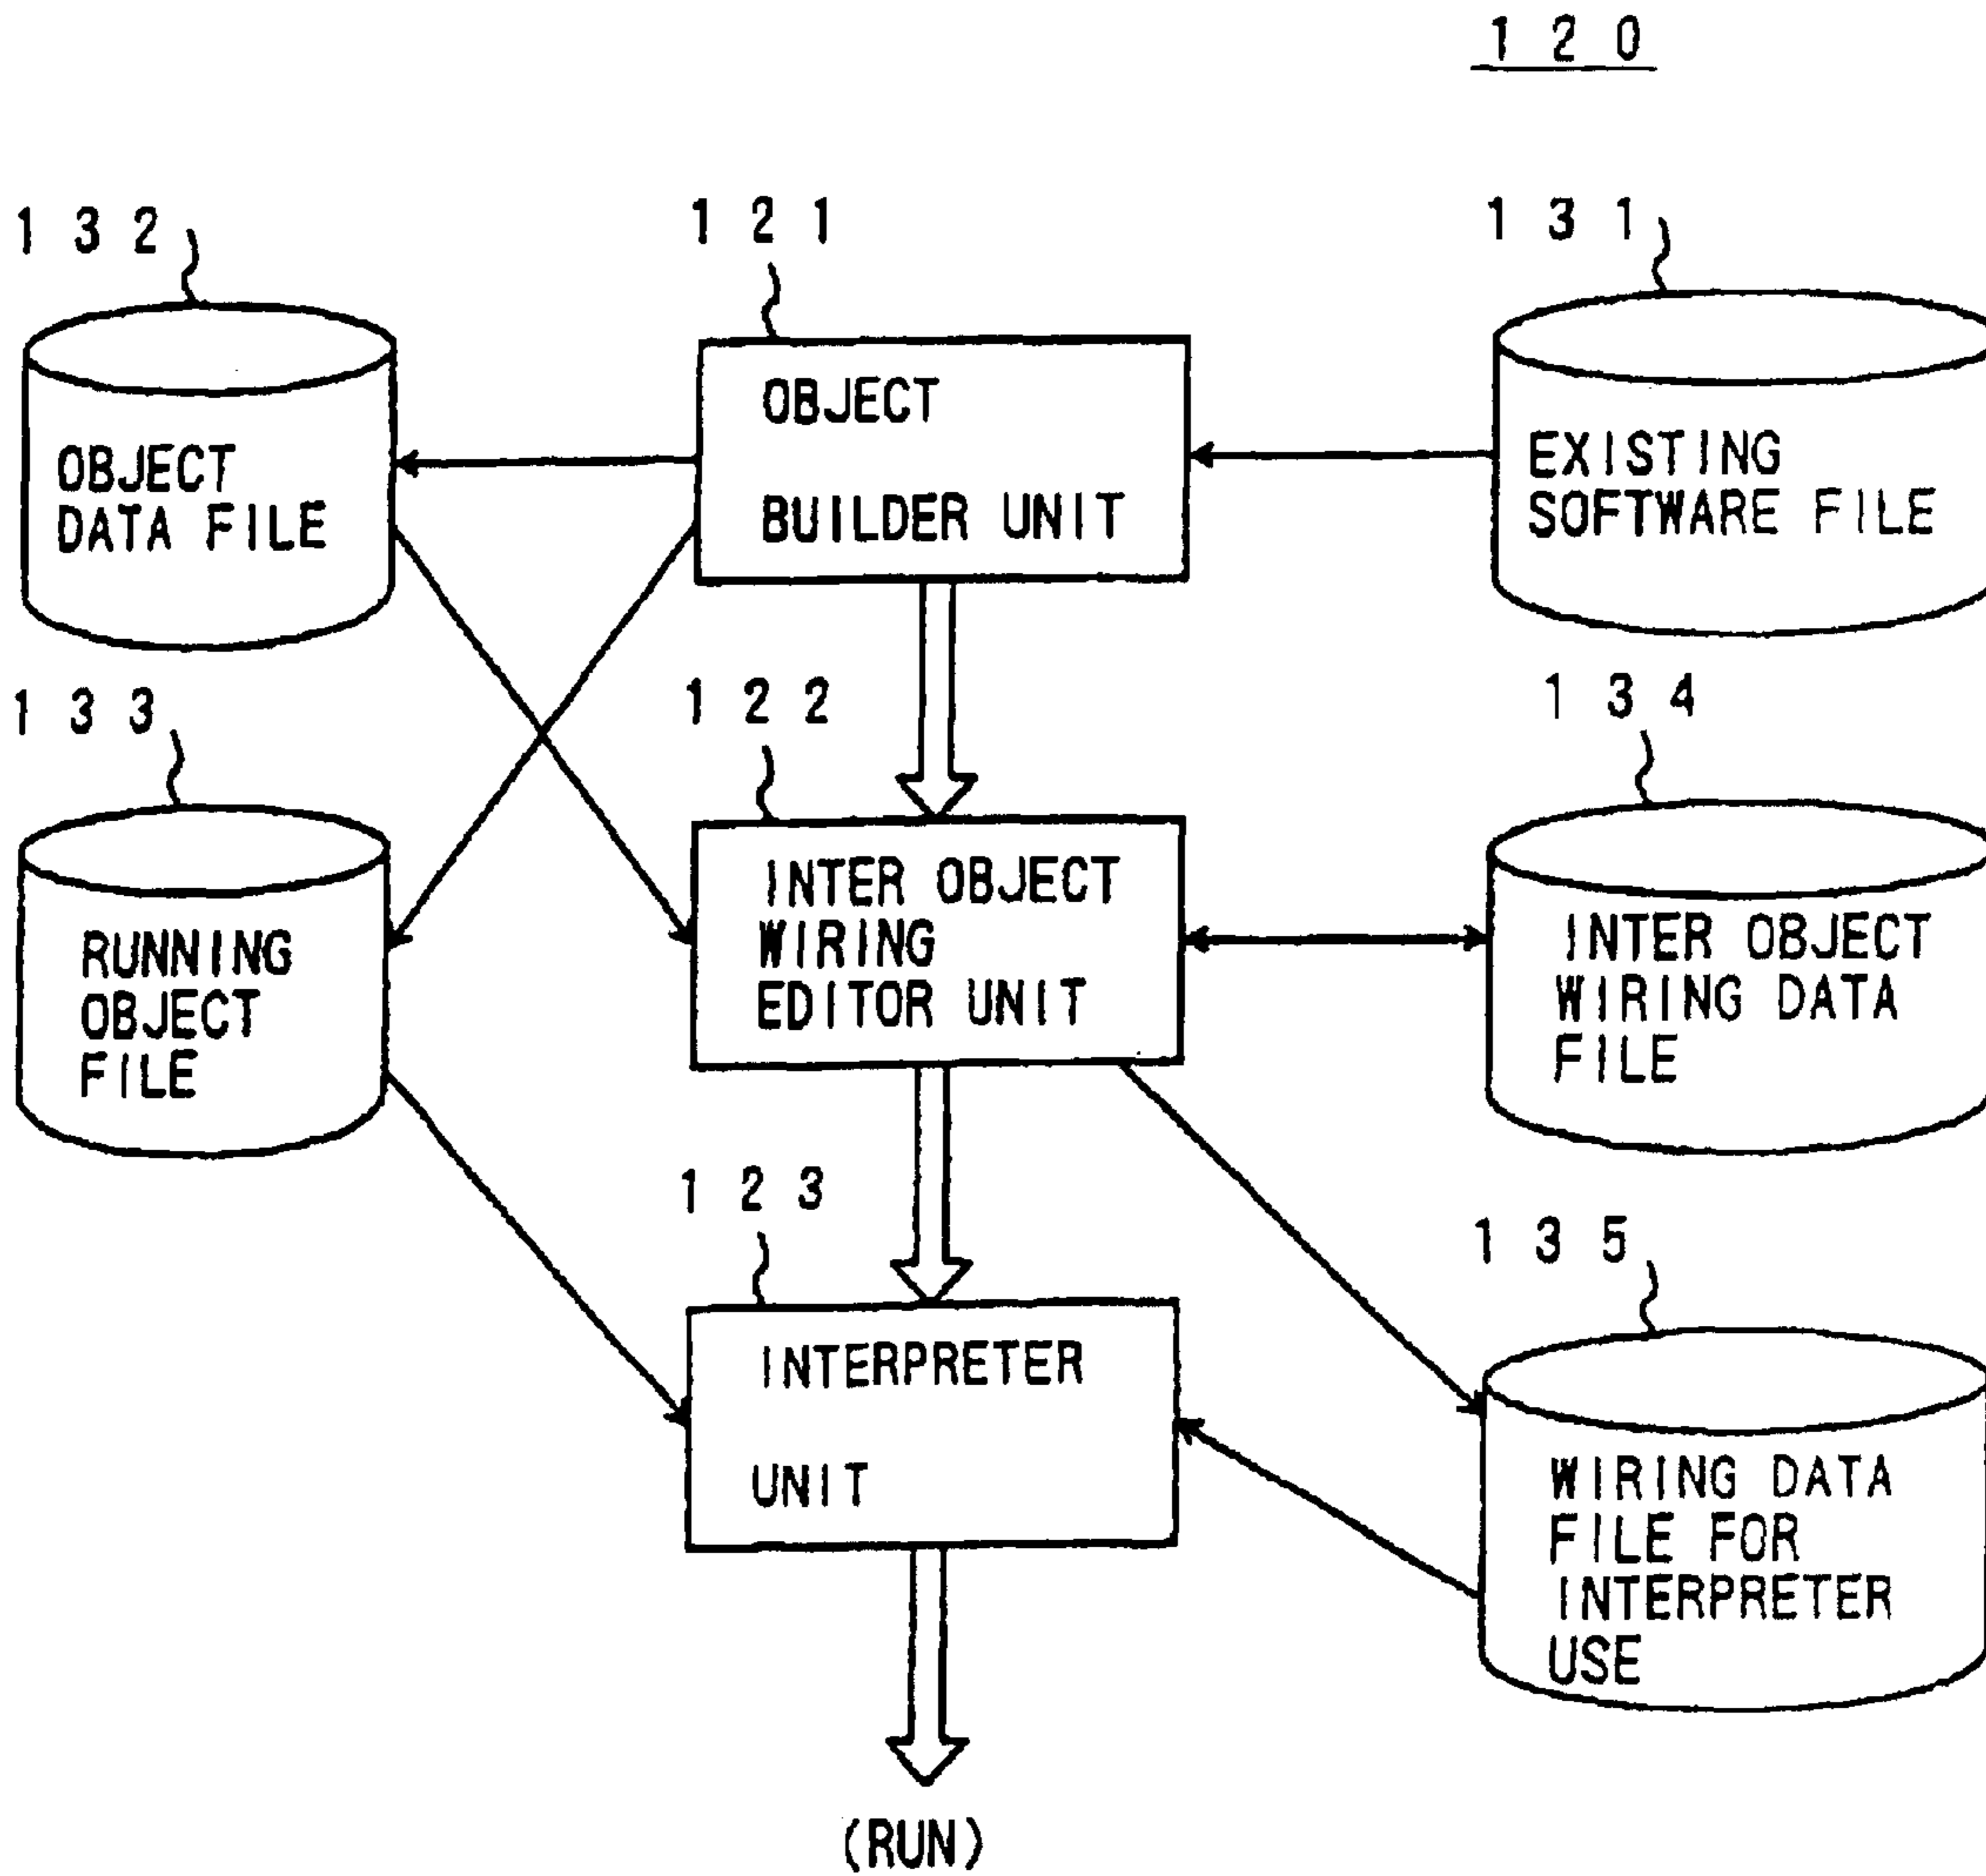 120
132
121
131
OBJECT
DATA FILE
OBJECT
BUILDER UNIT
EXISTING
SOFTWARE FILE
133
122
134
RUNNING
OBJECT
FILE
INTER OBJECT
WIRING
EDITOR UNIT
INTER OBJECT
WIRING DATA
FILE
123
135
INTERPRETER
UNIT
WIRING DATA
FILE FOR
INTERPRETER
USE
(RUN)